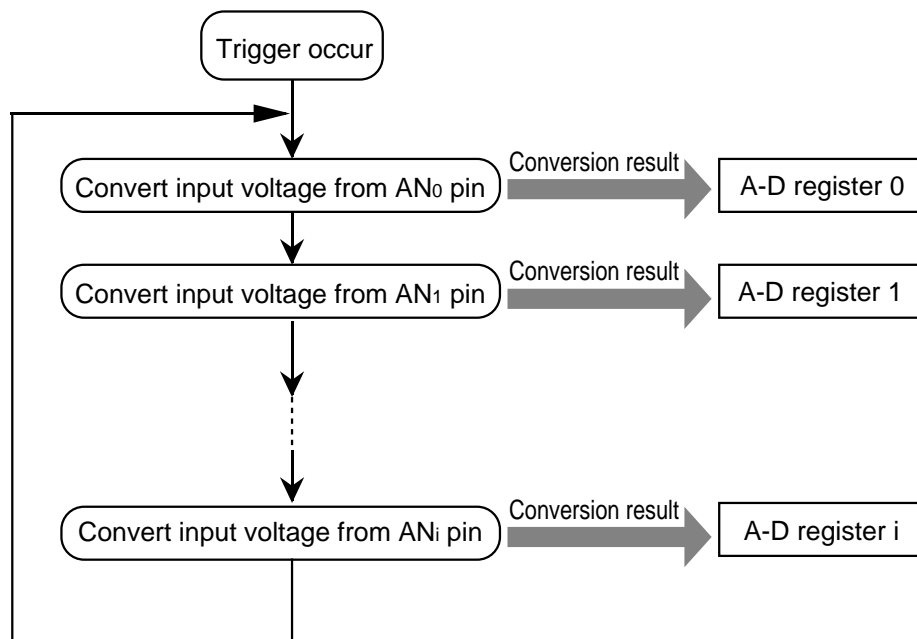 Trigger occur
Convert input voltage from AN0 pin
Conversion result
A-D register 0
Convert input voltage from AN1 pin
Conversion result
A-D register 1
Convert input voltage from ANi pin
Conversion result
A-D register i